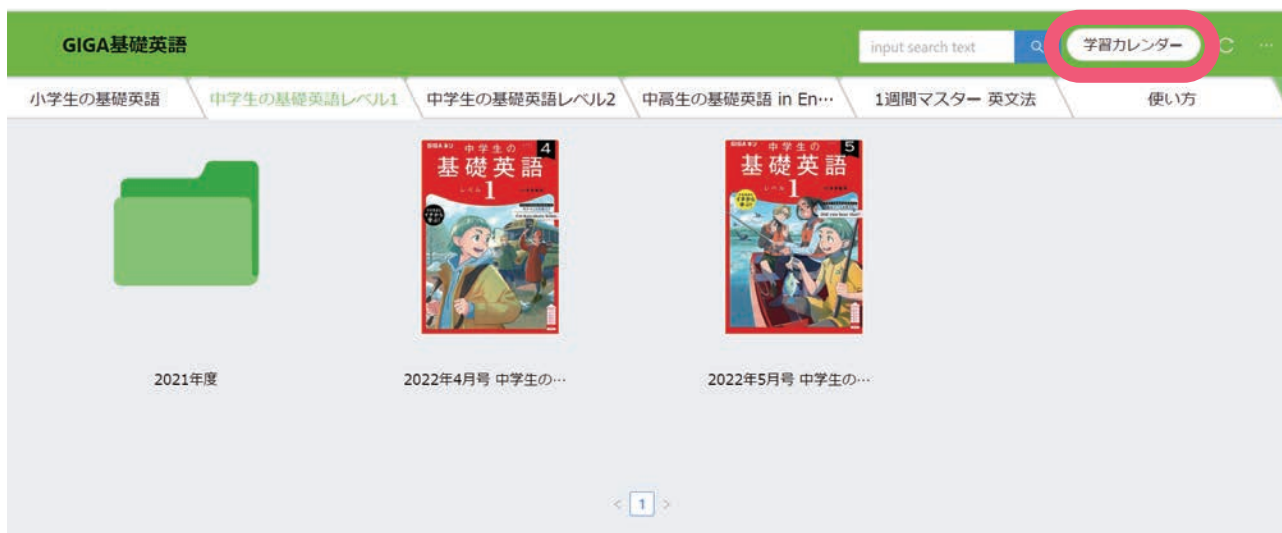 GIGA基礎英語
input search text
学習カレンダー
小学生の基礎英語
中学生の基礎英語レベル1
中学生の基礎英語レベル2
中高生の基礎英語 in En…
1週間マスター 英文法
使い方
中学生の 4
基礎英語
レベル 1
中学生の 5
基礎英語
レベル 1
2021年度
2022年4月号 中学生の…
2022年5月号 中学生の…
< 1 >